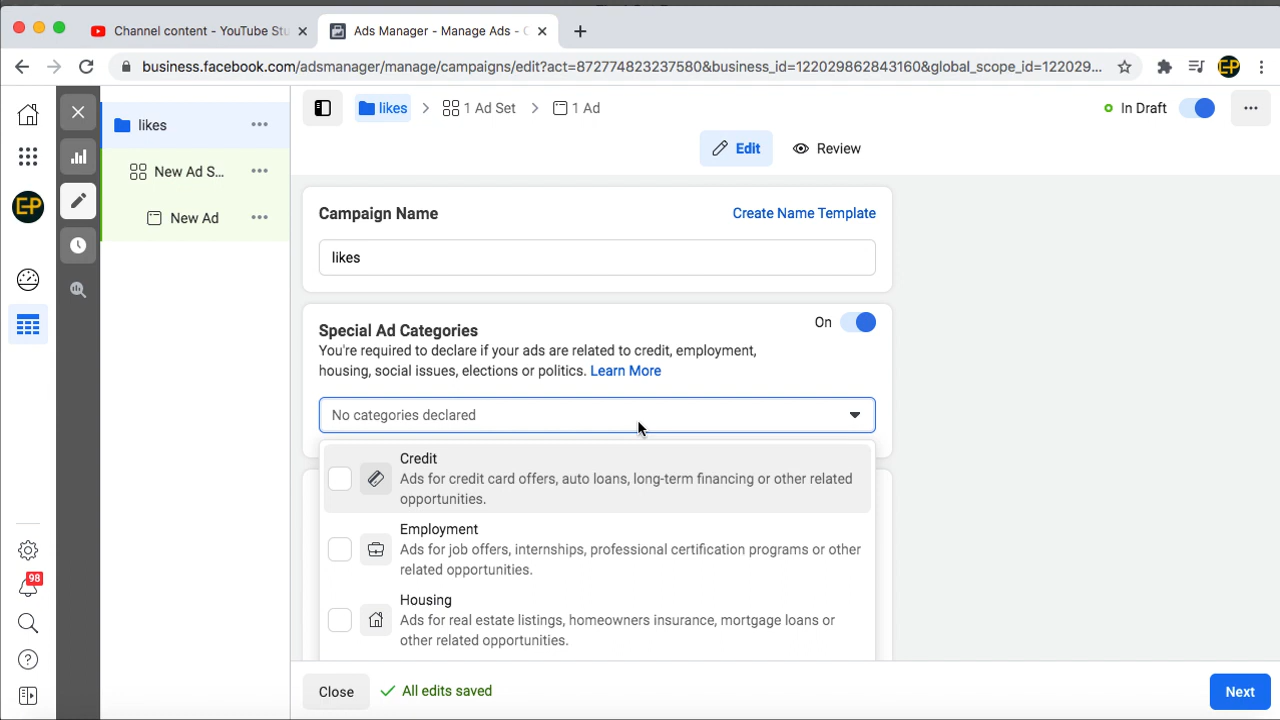 Channel content - YouTube Stu
Ads Manager - Manage Ads -
business.facebook.com/adsmanager/manage/campaigns/edit?act=872774823237580&business_id=122029862843160&global_scope_id=122029...
EP
likes
1 Ad Set
1 Ad
In Draft
likes
Edit
Review
New Ad S...
EP
New Ad
Campaign Name
Create Name Template
likes
Special Ad Categories
On
You're required to declare if your ads are related to credit, employment,
housing, social issues, elections or politics. Learn More
No categories declared
Credit
Ads for credit card offers, auto loans, long-term financing or other related
opportunities.
Employment
Ads for job offers, internships, professional certification programs or other
related opportunities.
Housing
Ads for real estate listings, homeowners insurance, mortgage loans or
other related opportunities.
98
Close
All edits saved
Next